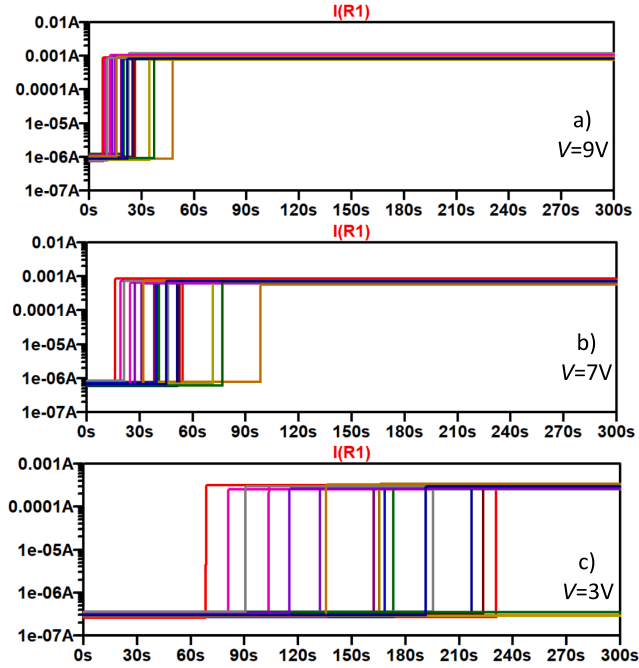 I(R1)
0.01A
0.001A
0.0001A
1e-05A
1e-06A
1e-07A
a)
V=9V
0s 30s 60s 90s 120s 150s 180s 210s 240s 270s 300s
I(R1)
0.01A
0.001A
0.0001A
1e-05A
1e-06A
1e-07A
b)
V=7V
0s 30s 60s 90s 120s 150s 180s 210s 240s 270s 300s
I(R1)
0.001A
0.0001A
1e-05A
1e-06A
1e-07A
c)
V=3V
0s 30s 60s 90s 120s 150s 180s 210s 240s 270s 300s